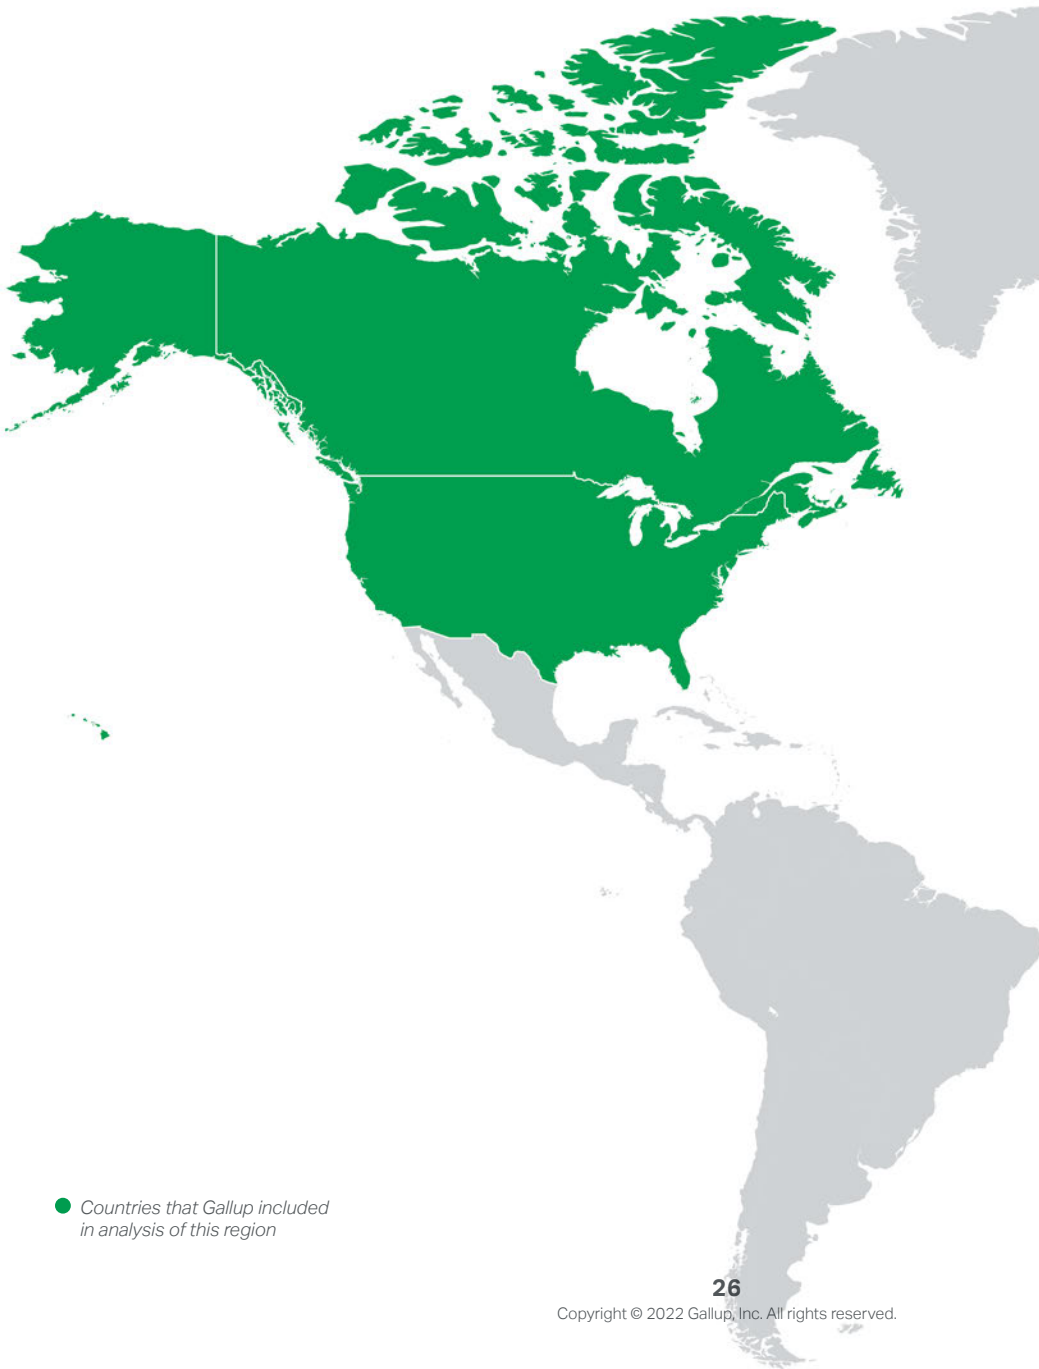 Countries that Gallup included
in analysis of this region
26
Copyright © 2022 Gallup, Inc. All rights reserved.